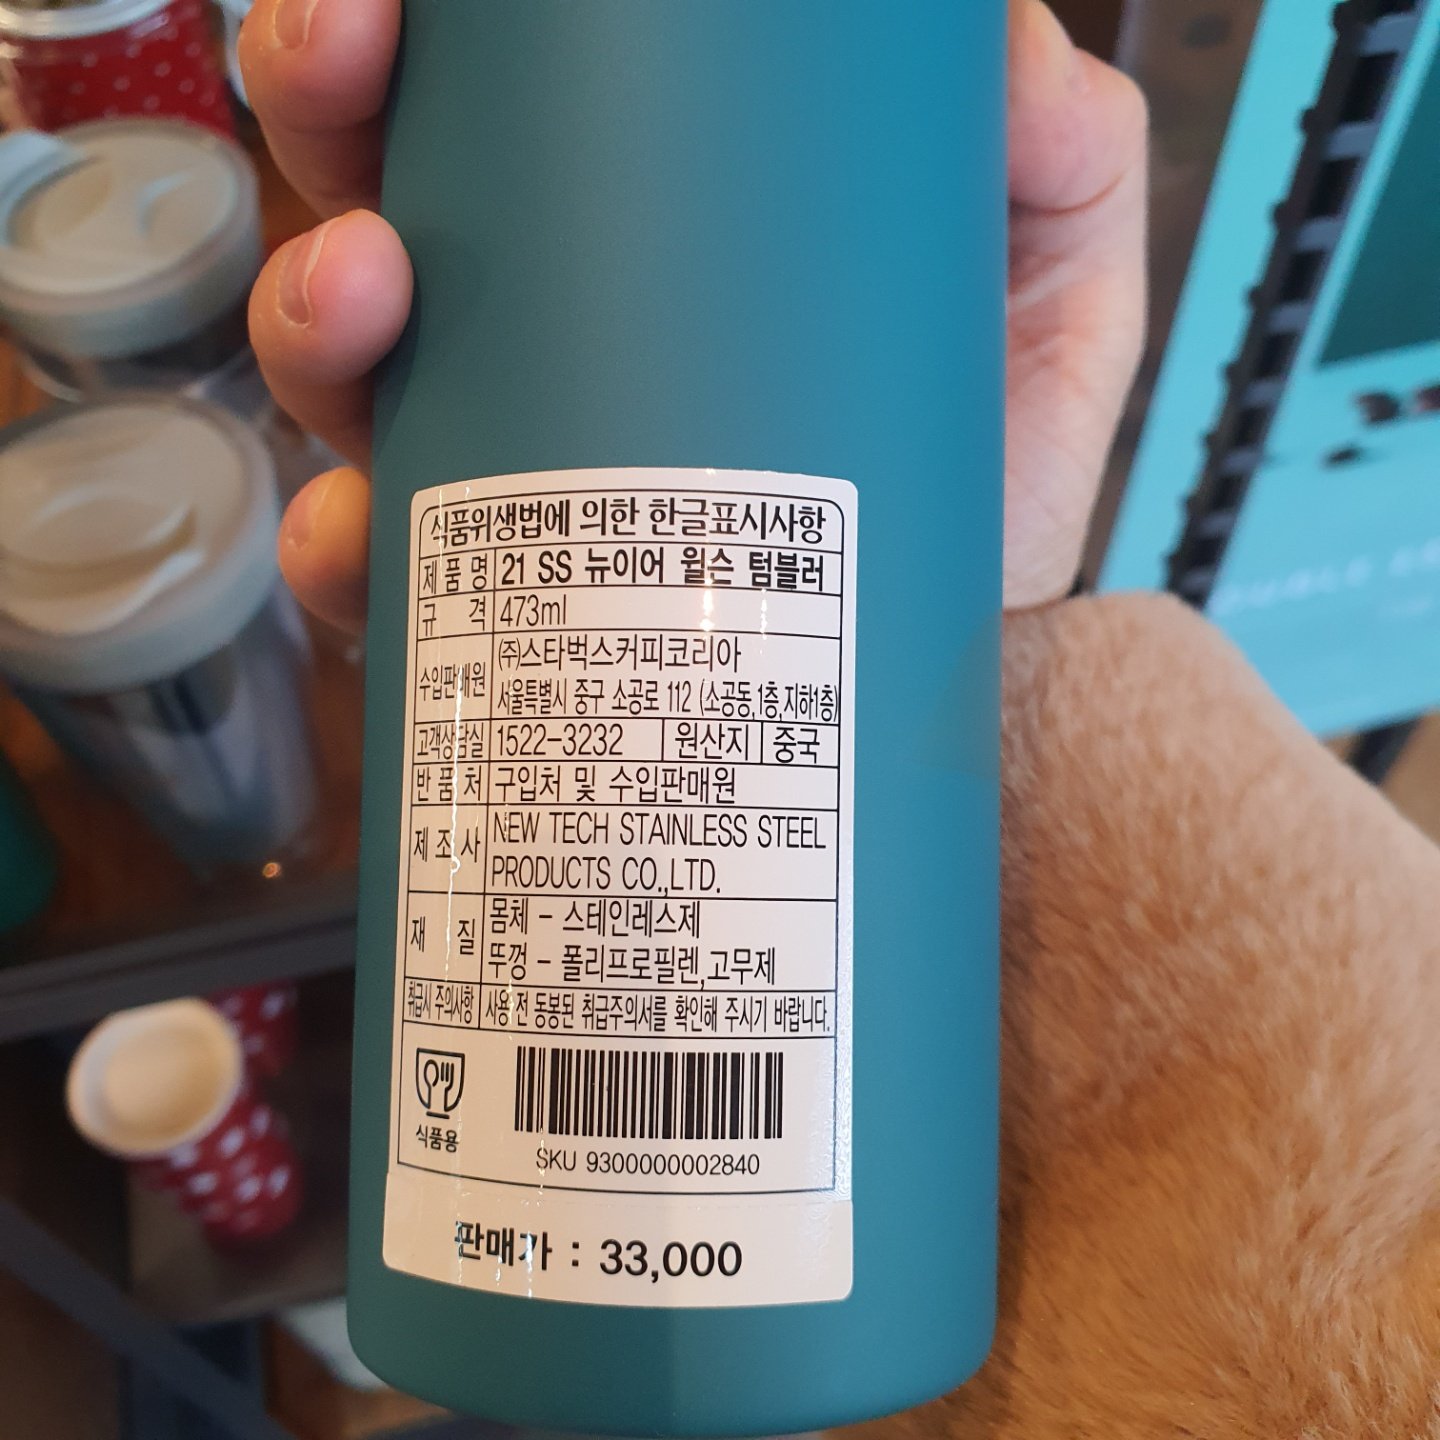 식품위생법에 의한 한글표시사항
제품명 21 SS 뉴이어 윌슨 텀블러
규격 473ml
수입판매원 (주)스타벅스커피코리아
서울특별시 중구 소공로 112 (소공동,1층,지하1층)
고객상담실 1522-3232 원산지 중국
반품처 구입처 및 수입판매원
제조사 NEW TECH STAINLESS STEEL
PRODUCTS CO.,LTD.
재질 몸체 - 스테인레스제
뚜껑 - 폴리프로필렌,고무제
취급시 주의사항 사용 전 동봉된 취급주의서를 확인해 주시기 바랍니다.
식품용
SKU 9300000002840
판매가 : 33,000